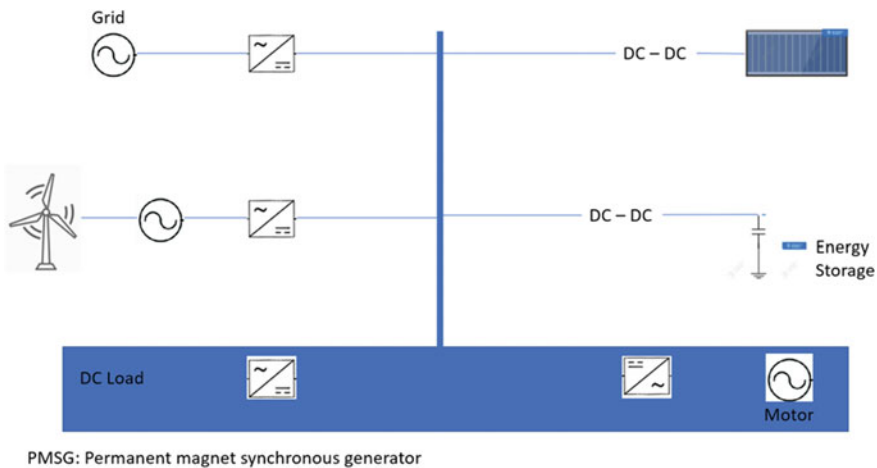 Grid
DC – DC
DC – DC
Energy
Storage
DC Load
Motor
PMSG: Permanent magnet synchronous generator